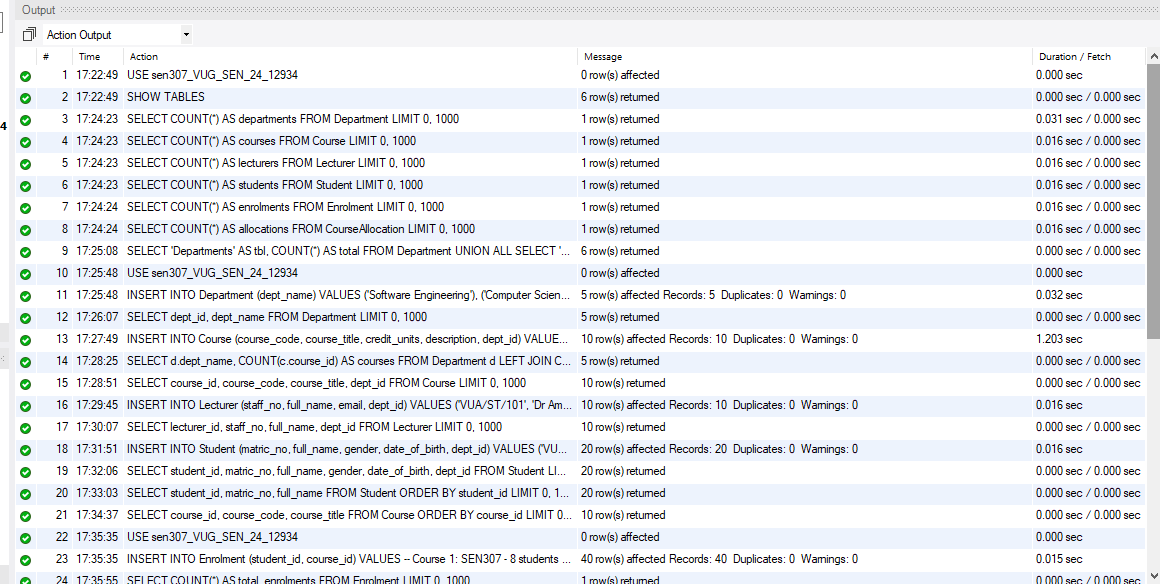 Output
Action Output
# Time Action Message Duration / Fetch
1 17:22:49 USE sen307_VUG_SEN_24_12934 0 row(s) affected 0.000 sec
2 17:22:49 SHOW TABLES 6 row(s) returned 0.000 sec / 0.000 sec
3 17:24:23 SELECT COUNT(*) AS departments FROM Department LIMIT 0, 1000 1 row(s) returned 0.031 sec / 0.000 sec
4
4 17:24:23 SELECT COUNT(*) AS courses FROM Course LIMIT 0, 1000 1 row(s) returned 0.016 sec / 0.000 sec
5 17:24:23 SELECT COUNT(*) AS lecturers FROM Lecturer LIMIT 0, 1000 1 row(s) returned 0.016 sec / 0.000 sec
6 17:24:23 SELECT COUNT(*) AS students FROM Student LIMIT 0, 1000 1 row(s) returned 0.016 sec / 0.000 sec
7 17:24:24 SELECT COUNT(*) AS enrolments FROM Enrolment LIMIT 0, 1000 1 row(s) returned 0.016 sec / 0.000 sec
8 17:24:24 SELECT COUNT(*) AS allocations FROM CourseAllocation LIMIT 0, 1000 1 row(s) returned 0.016 sec / 0.000 sec
9 17:25:08 SELECT 'Departments' AS tbl, COUNT(*) AS total FROM Department UNION ALL SELECT '... 6 row(s) returned 0.000 sec / 0.000 sec
10 17:25:48 USE sen307_VUG_SEN_24_12934 0 row(s) affected 0.000 sec
11 17:25:48 INSERT INTO Department (dept_name) VALUES ('Software Engineering'), ('Computer Scien... 5 row(s) affected Records: 5 Duplicates: 0 Warnings: 0 0.032 sec
12 17:26:07 SELECT dept_id, dept_name FROM Department LIMIT 0, 1000 5 row(s) returned 0.000 sec / 0.000 sec
13 17:27:49 INSERT INTO Course (course_code, course_title, credit_units, description, dept_id) VALUE... 10 row(s) affected Records: 10 Duplicates: 0 Warnings: 0 1.203 sec
14 17:28:25 SELECT d.dept_name, COUNT(c.course_id) AS courses FROM Department d LEFT JOIN C... 5 row(s) returned 0.000 sec / 0.000 sec
15 17:28:51 SELECT course_id, course_code, course_title, dept_id FROM Course LIMIT 0, 1000 10 row(s) returned 0.000 sec / 0.000 sec
16 17:29:45 INSERT INTO Lecturer (staff_no, full_name, email, dept_id) VALUES ('VUA/ST/101', 'Dr Am... 10 row(s) affected Records: 10 Duplicates: 0 Warnings: 0 0.016 sec
17 17:30:07 SELECT lecturer_id, staff_no, full_name, dept_id FROM Lecturer LIMIT 0, 1000 10 row(s) returned 0.000 sec / 0.000 sec
18 17:31:51 INSERT INTO Student (matric_no, full_name, gender, date_of_birth, dept_id) VALUES ('VU... 20 row(s) affected Records: 20 Duplicates: 0 Warnings: 0 0.016 sec
19 17:32:06 SELECT student_id, matric_no, full_name, gender, date_of_birth, dept_id FROM Student LI... 20 row(s) returned 0.000 sec / 0.000 sec
20 17:33:03 SELECT student_id, matric_no, full_name FROM Student ORDER BY student_id LIMIT 0, 1... 20 row(s) returned 0.000 sec / 0.000 sec
21 17:34:37 SELECT course_id, course_code, course_title FROM Course ORDER BY course_id LIMIT 0... 10 row(s) returned 0.000 sec / 0.000 sec
22 17:35:35 USE sen307_VUG_SEN_24_12934 0 row(s) affected 0.000 sec
23 17:35:35 INSERT INTO Enrolment (student_id, course_id) VALUES -- Course 1: SEN307 - 8 students ... 40 row(s) affected Records: 40 Duplicates: 0 Warnings: 0 0.015 sec
24 17:35:55 SELECT COUNT(*) AS total_enrolments FROM Enrolment LIMIT 0, 1000 1 row(s) returned 0.000 sec / 0.000 sec